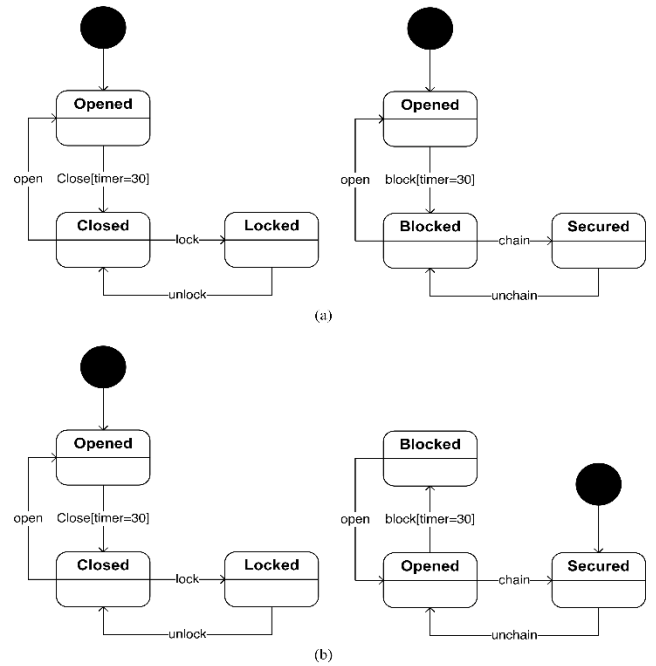 Opened
Opened
open
Close[timer=30]
open
block[timer=30]
Closed
lock
Locked
Blocked
chain
Secured
unlock
unchain
(a)
Opened
Blocked
open
Close[timer=30]
open
block[timer=30]
Closed
lock
Locked
Opened
chain
Secured
unlock
unchain
(b)